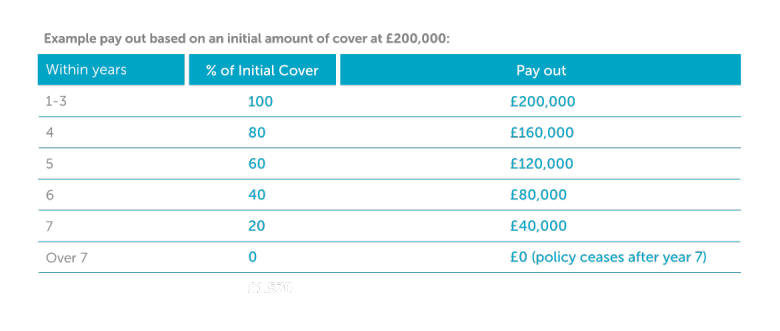 Example pay out based on an initial amount of cover at £200,000:
Within years % of Initial Cover Pay out
1-3 100 £200,000
4 80 £160,000
5 60 £120,000
6 40 £80,000
7 20 £40,000
Over 7 0 £0 (policy ceases after year 7)